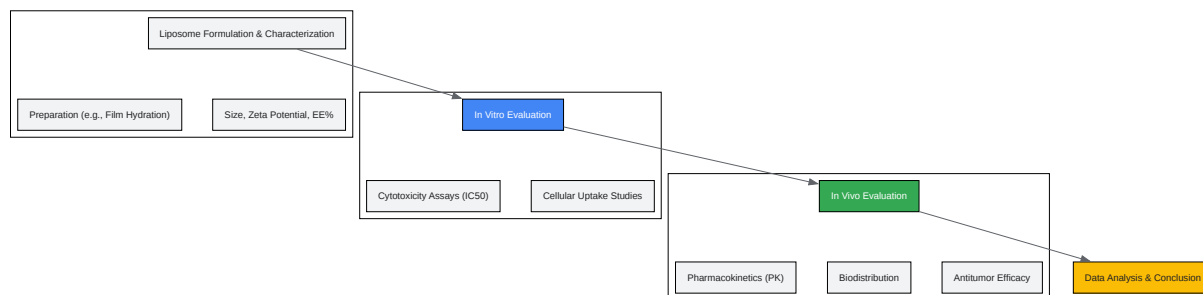 Liposome Formulation & Characterization
Preparation (e.g., Film Hydration)
Size, Zeta Potential, EE%
In Vitro Evaluation
Cytotoxicity Assays (IC50)
Cellular Uptake Studies
In Vivo Evaluation
Pharmacokinetics (PK)
Biodistribution
Antitumor Efficacy
Data Analysis & Conclusion